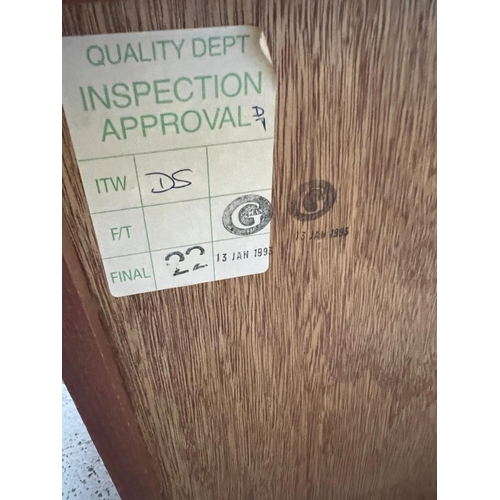 QUALITY DEPT
INSPECTION
APPROVAL
ITW DS
F/T G
FINAL 22 13 JAN 1993
13 JAN 1993